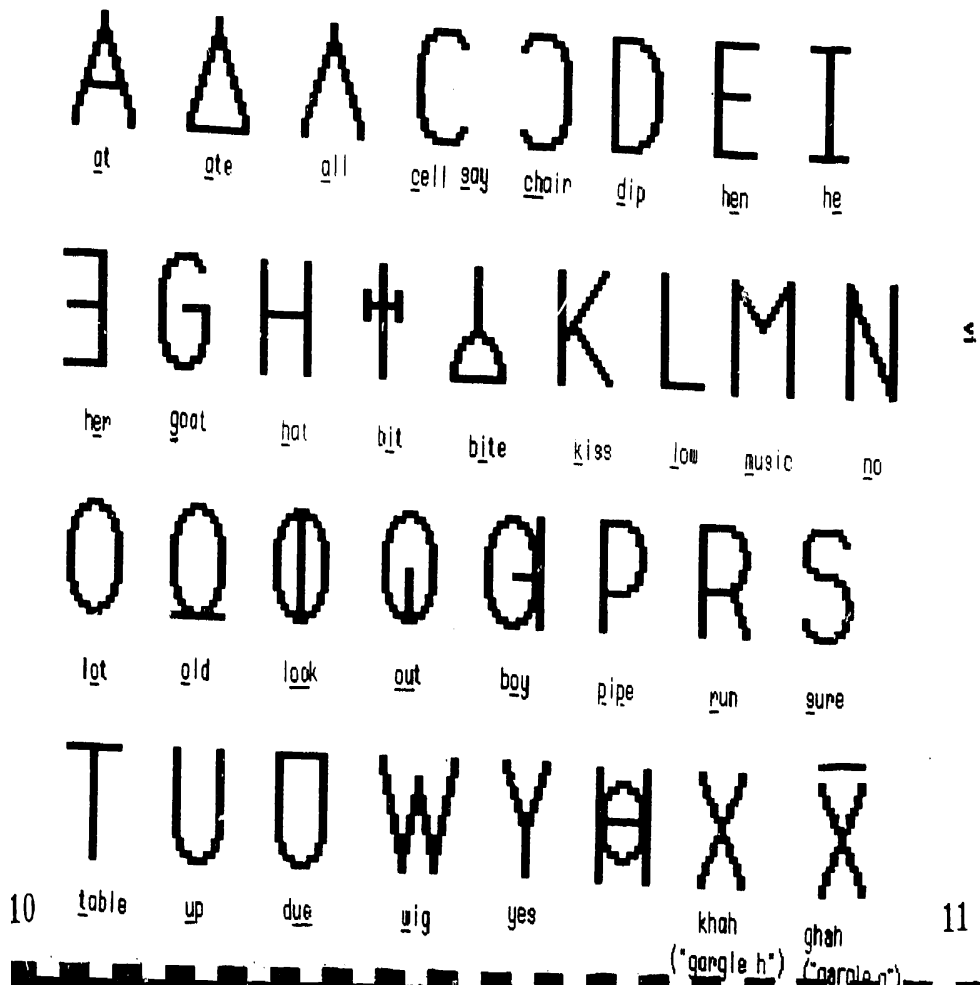 at ate all cell say chair dip hen he
her goat hat bit bite kiss low music no
vi
lot old look out boy pipe run sure
table up due wig yes khah ghah
10 ("gargle h") ("gargle g") 11